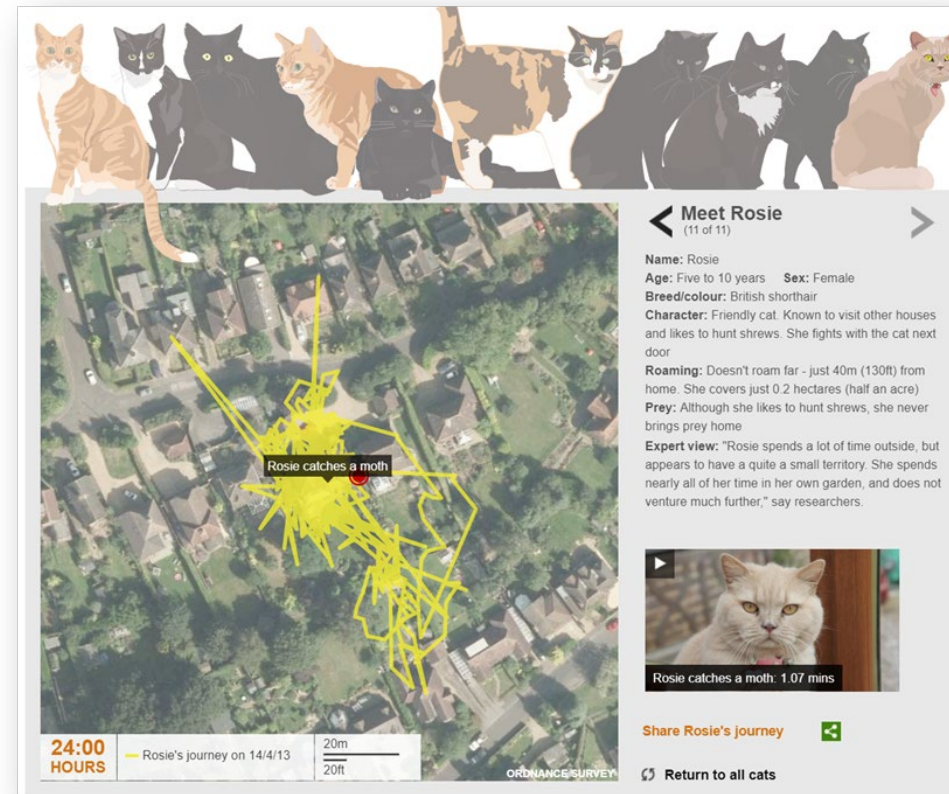 Meet Rosie
(11 of 11)
Name: Rosie
Age: Five to 10 years Sex: Female
Breed/colour: British shorthair
Character: Friendly cat. Known to visit other houses
and likes to hunt shrews. She fights with the cat next
door
Roaming: Doesn't roam far - just 40m (130ft) from
home. She covers just 0.2 hectares (half an acre)
Prey: Although she likes to hunt shrews, she never
brings prey home
Expert view: "Rosie spends a lot of time outside, but
appears to have a quite a small territory. She spends
nearly all of her time in her own garden, and does not
venture much further," say researchers.
Rosie catches a moth
Rosie catches a moth: 1.07 mins
Share Rosie's journey
Return to all cats
24:00
HOURS
Rosie's journey on 14/4/13
20m
20ft
ORDNANCE SURVEY